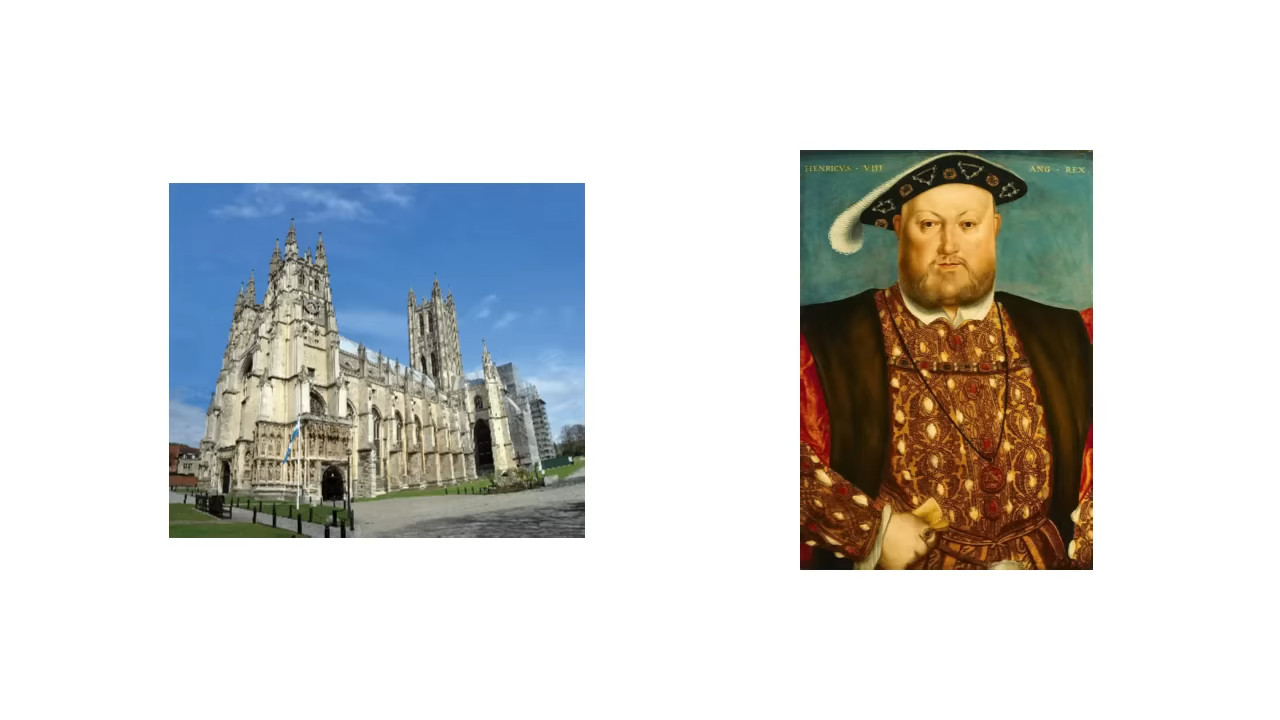 HENRICVS · VIII ANG · REX